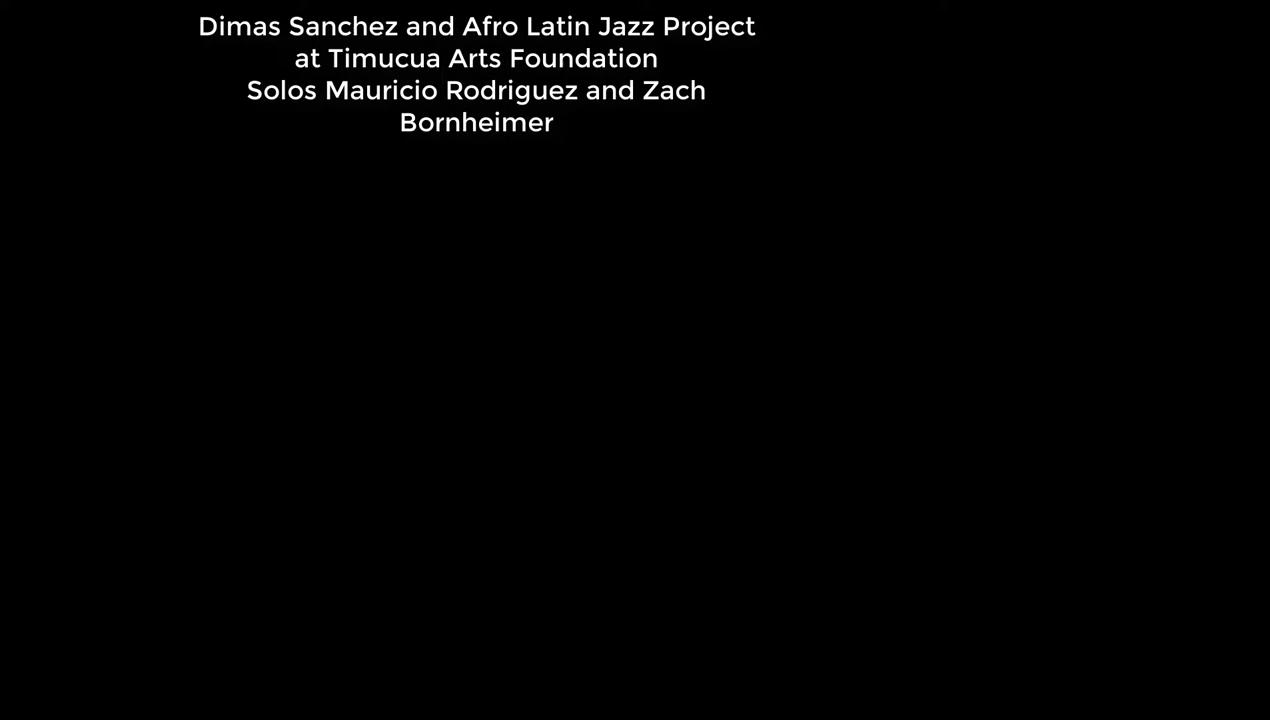 Dimas Sanchez and Afro Latin Jazz Project
at Timucua Arts Foundation
Solos Mauricio Rodriguez and Zach
Bornheimer